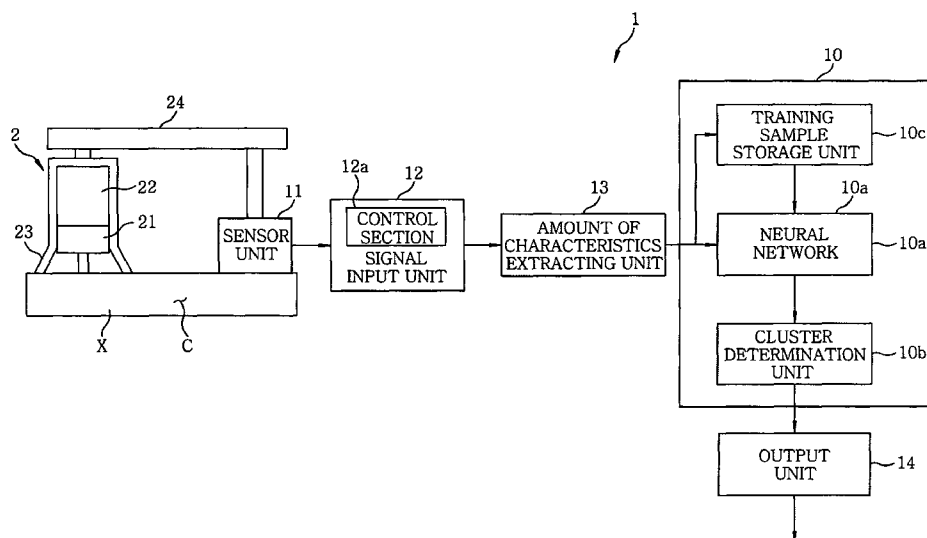 1
10
24
2
22
21
23
11
SENSOR
UNIT
X
C
12a
12
CONTROL
SECTION
SIGNAL
INPUT UNIT
13
AMOUNT OF
CHARACTERISTICS
EXTRACTING UNIT
TRAINING
SAMPLE
STORAGE UNIT
10c
10a
NEURAL
NETWORK
10a
CLUSTER
DETERMINATION
UNIT
10b
OUTPUT
UNIT
14